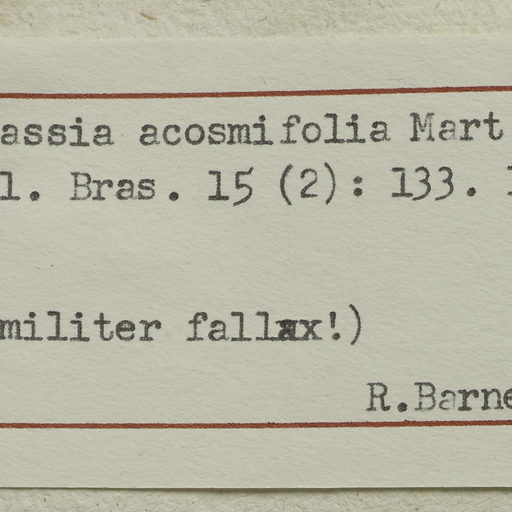 assia acosmifolia Mart
l. Bras. 15 (2): 133.
militer fallax!)
R.Barne